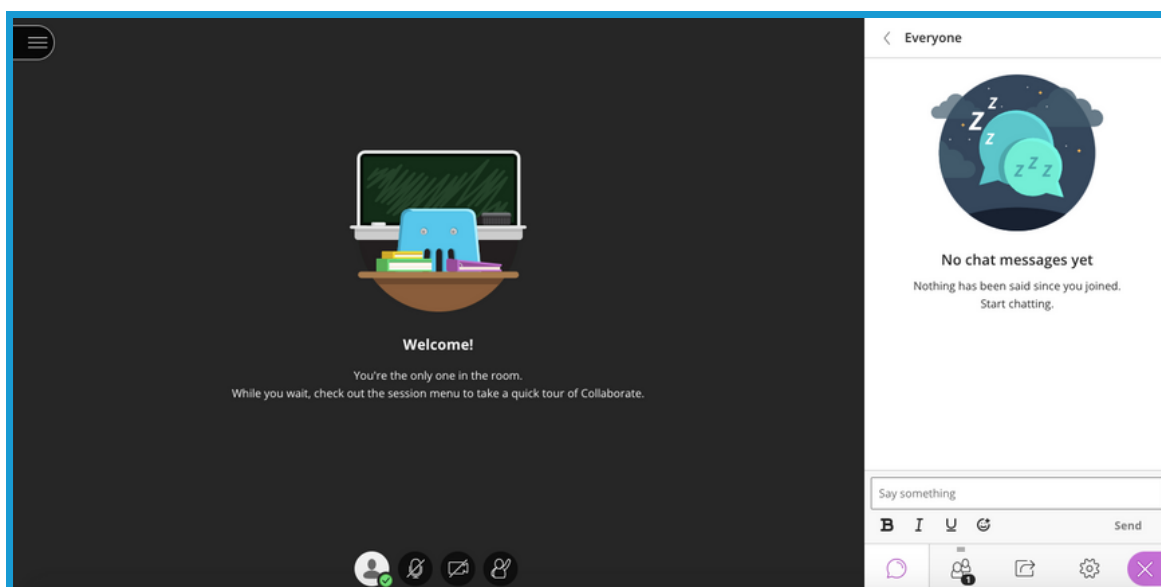 Welcome!
You're the only one in the room.
While you wait, check out the session menu to take a quick tour of Collaborate.
Everyone
z
Z
z
z Z z
No chat messages yet
Nothing has been said since you joined.
Start chatting.
Say something
B I U
Send
1